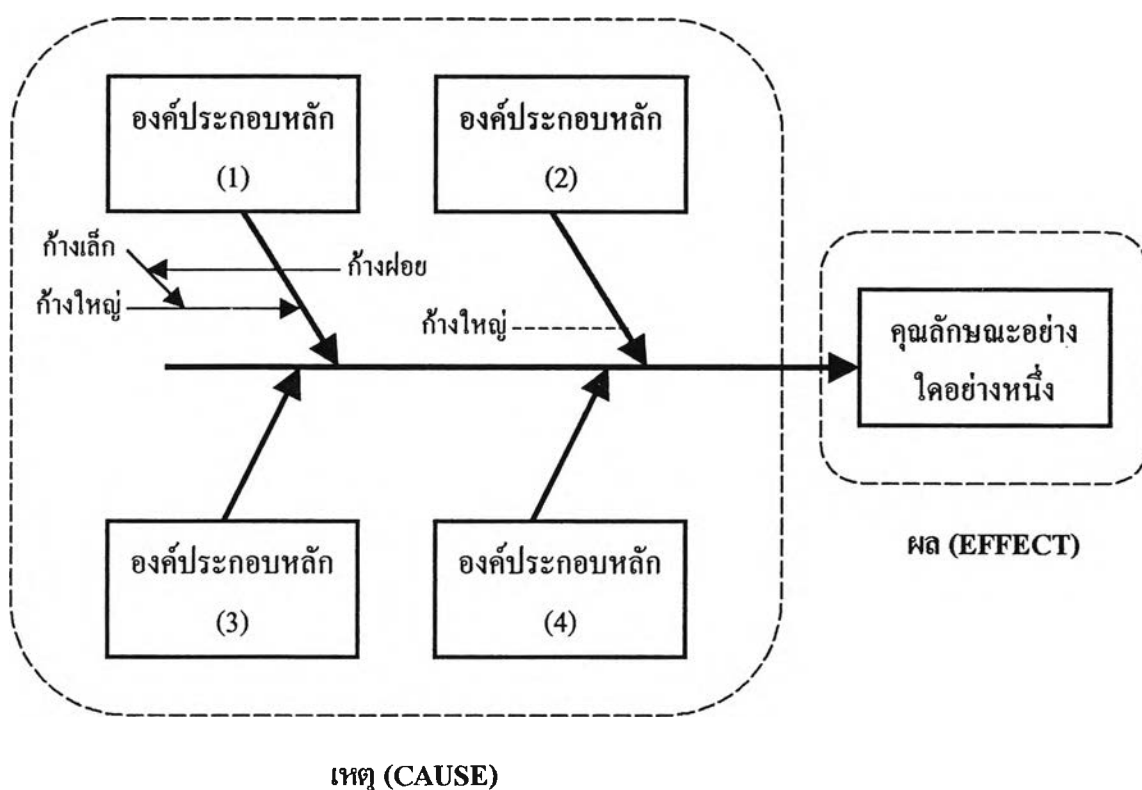 องค์ประกอบหลัก
(1)
องค์ประกอบหลัก
(2)
ก้างเล็ก
ก้างฝอย
ก้างใหญ่
ก้างใหญ่
คุณลักษณะอย่าง
ใดอย่างหนึ่ง
องค์ประกอบหลัก
(3)
องค์ประกอบหลัก
(4)
ผล (EFFECT)
เหตุ (CAUSE)